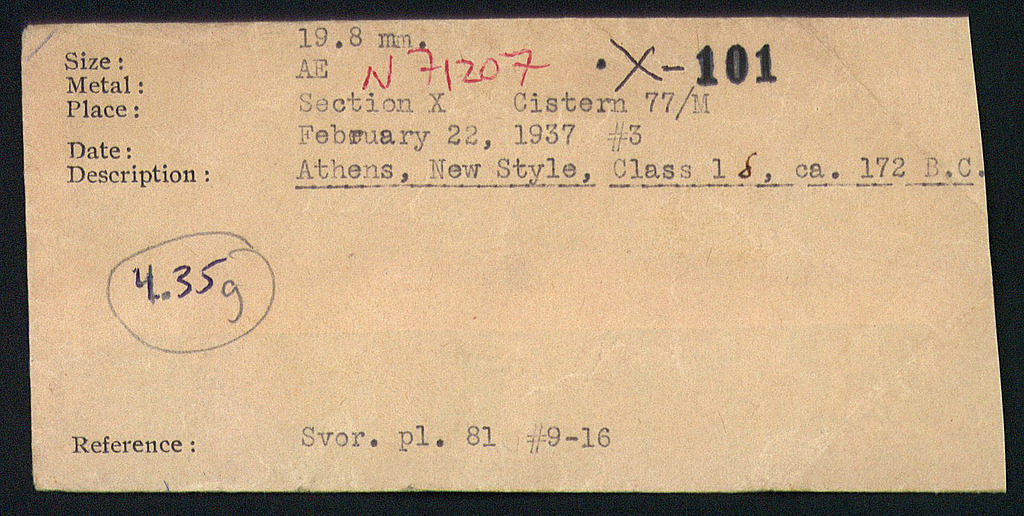 Size: 19.8 mm.
Metal: AE N 71207 ·X-101
Place: Section X Cistern 77/M
Date: February 22, 1937 #3
Description: Athens, New Style, Class 1 δ, ca. 172 B.C.
4.35g
Reference: Svor. pl. 81 #9-16